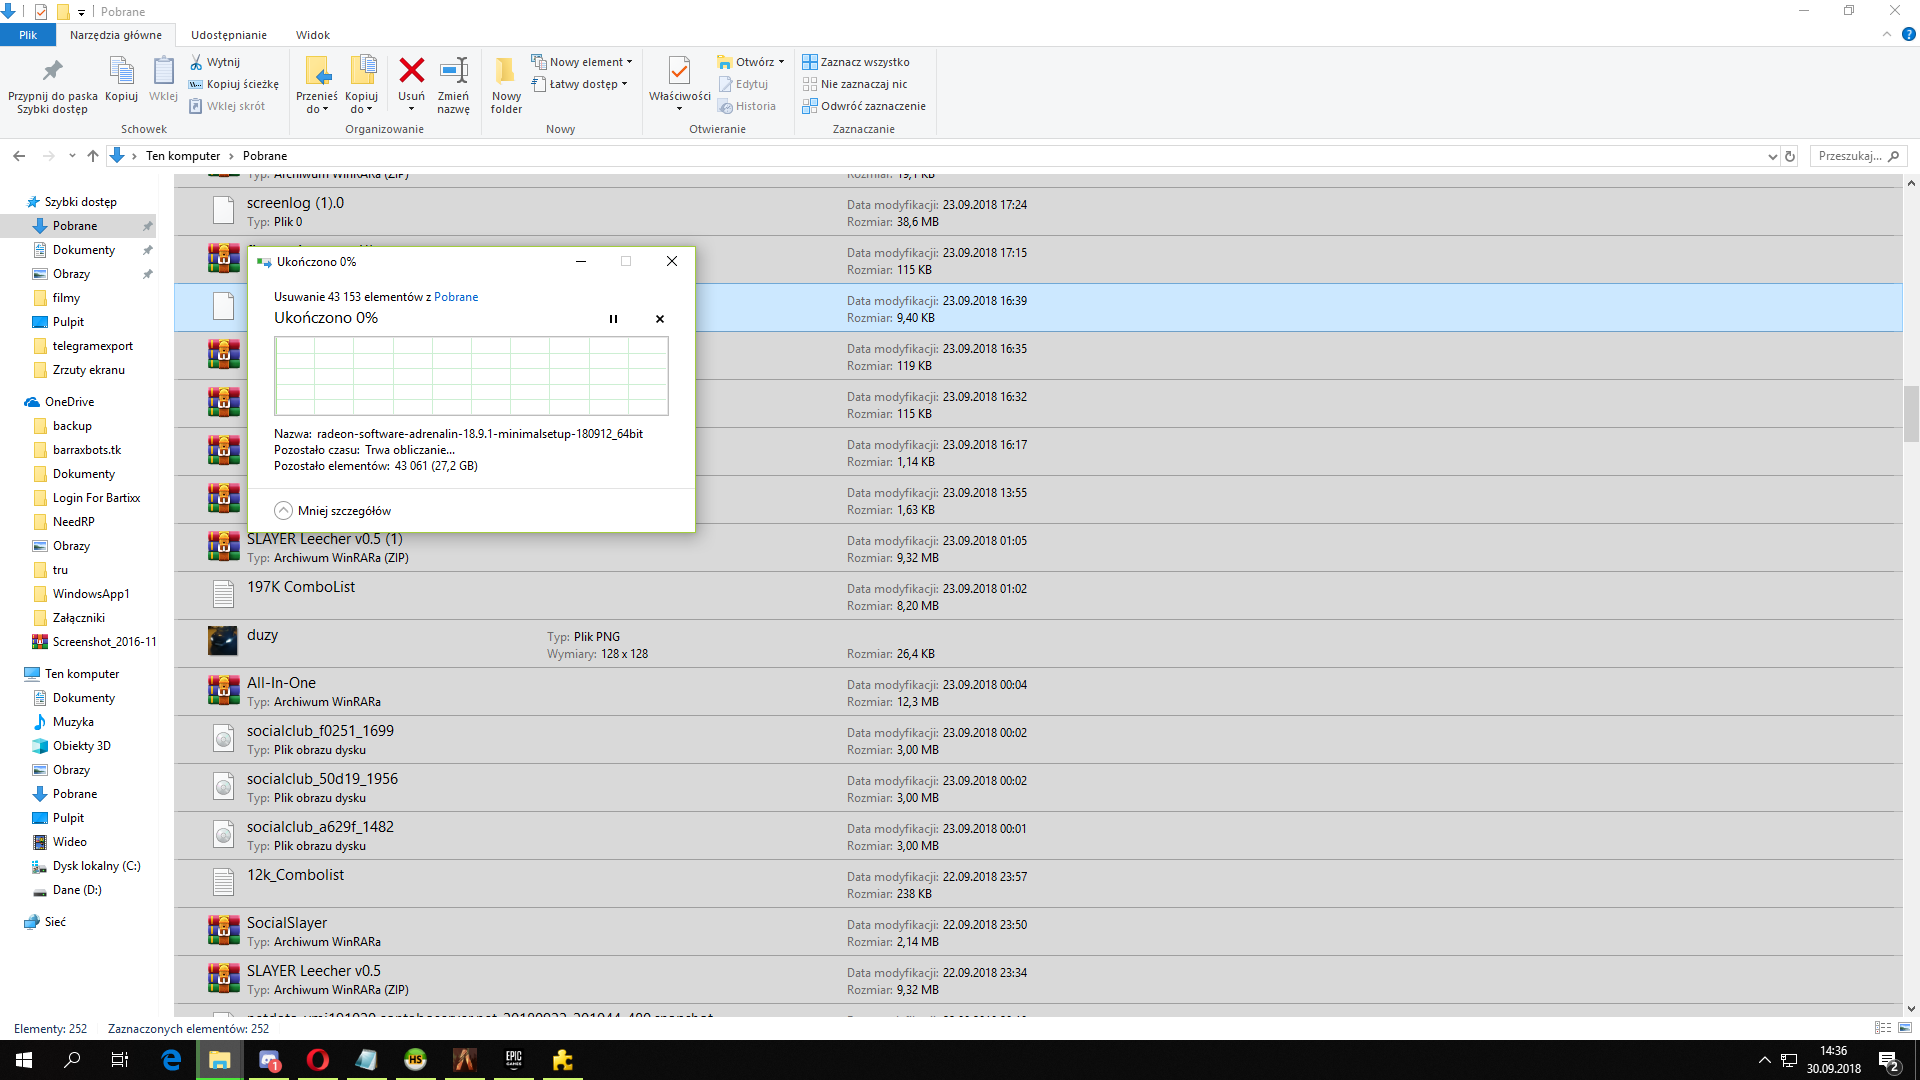 Pobrane
Plik
Narzędzia główne
Udostępnianie
Widok
Przypnij do paska
Szybki dostęp
Kopiuj
Wklej
Wytnij
Kopiuj ścieżkę
Wklej skrót
Schowek
Przenieś
do
Kopiuj
do
Usuń
Zmień
nazwę
Organizowanie
Nowy
folder
Nowy element
Łatwy dostęp
Nowy
Właściwości
Otwórz
Edytuj
Historia
Otwieranie
Zaznacz wszystko
Nie zaznaczaj nic
Odwróć zaznaczenie
Zaznaczanie
Ten komputer
Pobrane
Przeszukaj...
Szybki dostęp
Pobrane
Dokumenty
Obrazy
filmy
Pulpit
telegramexport
Zrzuty ekranu
OneDrive
backup
barraxbots.tk
Dokumenty
Login For Bartixx
NeedRP
Obrazy
tru
WindowsApp1
Załączniki
Screenshot_2016-11
Ten komputer
Dokumenty
Muzyka
Obiekty 3D
Obrazy
Pobrane
Pulpit
Wideo
Dysk lokalny (C:)
Dane (D:)
Sieć
Typ: Archiwum WinRARa (ZIP)
Rozmiar: 19,1 KB
screenlog (1).0
Typ: Plik 0
Data modyfikacji: 23.09.2018 17:24
Rozmiar: 38,6 MB
Data modyfikacji: 23.09.2018 17:15
Rozmiar: 115 KB
Data modyfikacji: 23.09.2018 16:39
Rozmiar: 9,40 KB
Data modyfikacji: 23.09.2018 16:35
Rozmiar: 119 KB
Data modyfikacji: 23.09.2018 16:32
Rozmiar: 115 KB
Data modyfikacji: 23.09.2018 16:17
Rozmiar: 1,14 KB
Data modyfikacji: 23.09.2018 13:55
Rozmiar: 1,63 KB
Ukończono 0%
Usuwanie 43 153 elementów z Pobrane
Ukończono 0%
Nazwa: radeon-software-adrenalin-18.9.1-minimalsetup-180912_64bit
Pozostało czasu: Trwa obliczanie...
Pozostało elementów: 43 061 (27,2 GB)
Mniej szczegółów
SLAYER Leecher v0.5 (1)
Typ: Archiwum WinRARa (ZIP)
Data modyfikacji: 23.09.2018 01:05
Rozmiar: 9,32 MB
197K ComboList
Data modyfikacji: 23.09.2018 01:02
Rozmiar: 8,20 MB
duzy
Typ: Plik PNG
Wymiary: 128 x 128
Rozmiar: 26,4 KB
All-In-One
Typ: Archiwum WinRARa
Data modyfikacji: 23.09.2018 00:04
Rozmiar: 12,3 MB
socialclub_f0251_1699
Typ: Plik obrazu dysku
Data modyfikacji: 23.09.2018 00:02
Rozmiar: 3,00 MB
socialclub_50d19_1956
Typ: Plik obrazu dysku
Data modyfikacji: 23.09.2018 00:02
Rozmiar: 3,00 MB
socialclub_a629f_1482
Typ: Plik obrazu dysku
Data modyfikacji: 23.09.2018 00:01
Rozmiar: 3,00 MB
12k_Combolist
Data modyfikacji: 22.09.2018 23:57
Rozmiar: 238 KB
SocialSlayer
Typ: Archiwum WinRARa
Data modyfikacji: 22.09.2018 23:50
Rozmiar: 2,14 MB
SLAYER Leecher v0.5
Typ: Archiwum WinRARa (ZIP)
Data modyfikacji: 22.09.2018 23:34
Rozmiar: 9,32 MB
Elementy: 252
Zaznaczonych elementów: 252
1
HS
EPIC
GAMES
14:36
30.09.2018
2